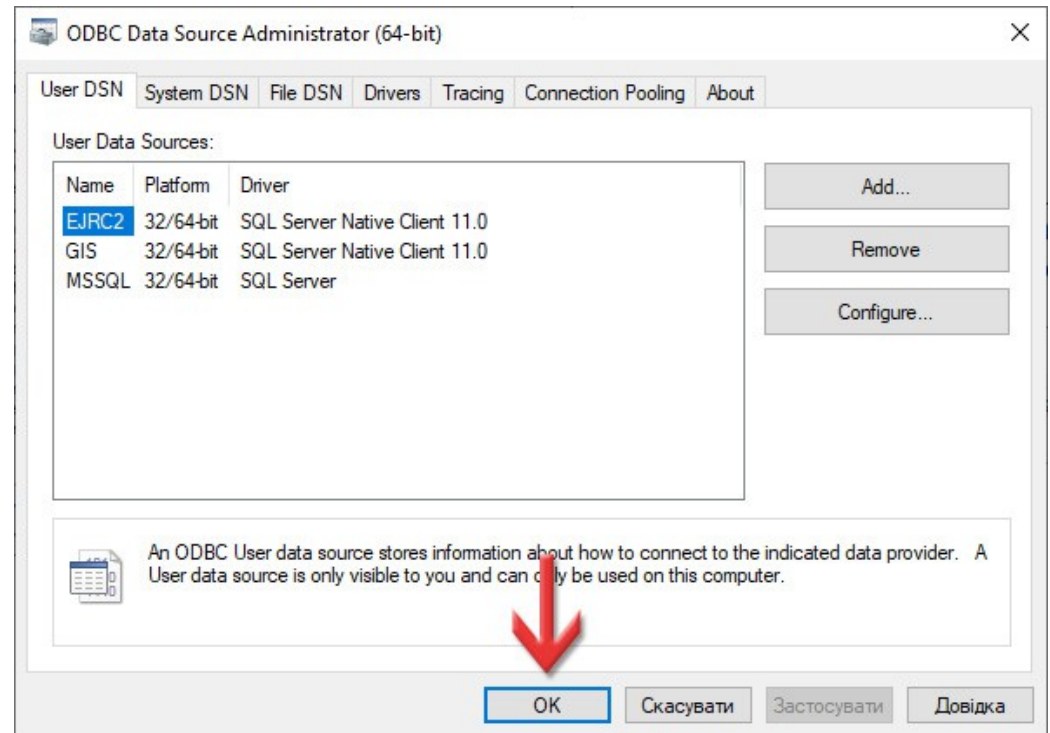 ODBC Data Source Administrator (64-bit)
User DSN System DSN File DSN Drivers Tracing Connection Pooling About
User Data Sources:
Name Platform Driver
EJRC2 32/64-bit SQL Server Native Client 11.0
GIS 32/64-bit SQL Server Native Client 11.0
MSSQL 32/64-bit SQL Server
Add...
Remove
Configure...
An ODBC User data source stores information about how to connect to the indicated data provider. A
User data source is only visible to you and can only be used on this computer.
OK Скасувати Застосувати Довідка